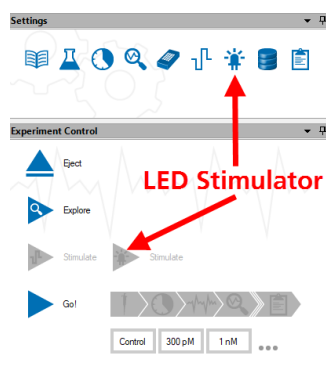 Settings
Experiment Control
Eject
LED Stimulator
Explore
Stimulate Stimulate
Go!
Control 300 pM 1 nM